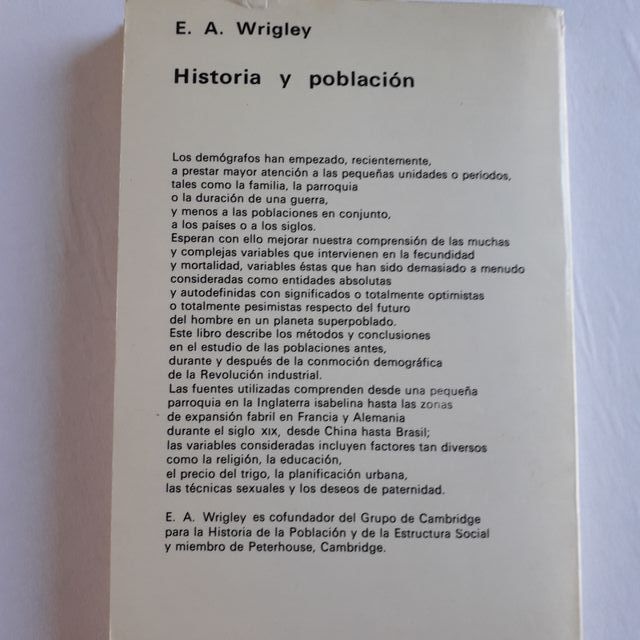 E. A. Wrigley
Historia y población
Los demógrafos han empezado, recientemente,
a prestar mayor atención a las pequeñas unidades o periodos,
tales como la familia, la parroquia
o la duración de una guerra,
y menos a las poblaciones en conjunto,
a los países o a los siglos.
Esperan con ello mejorar nuestra comprensión de las muchas
y complejas variables que intervienen en la fecundidad
y mortalidad, variables éstas que han sido demasiado a menudo
consideradas como entidades absolutas
y autodefinidas con significados o totalmente optimistas
o totalmente pesimistas respecto del futuro
del hombre en un planeta superpoblado.
Este libro describe los métodos y conclusiones
en el estudio de las poblaciones antes,
durante y después de la conmoción demográfica
de la Revolución industrial.
Las fuentes utilizadas comprenden desde una pequeña
parroquia en la Inglaterra isabelina hasta las zonas
de expansión fabril en Francia y Alemania
durante el siglo XIX, desde China hasta Brasil;
las variables consideradas incluyen factores tan diversos
como la religión, la educación,
el precio del trigo, la planificación urbana,
las técnicas sexuales y los deseos de paternidad.
E. A. Wrigley es cofundador del Grupo de Cambridge
para la Historia de la Población y de la Estructura Social
y miembro de Peterhouse, Cambridge.